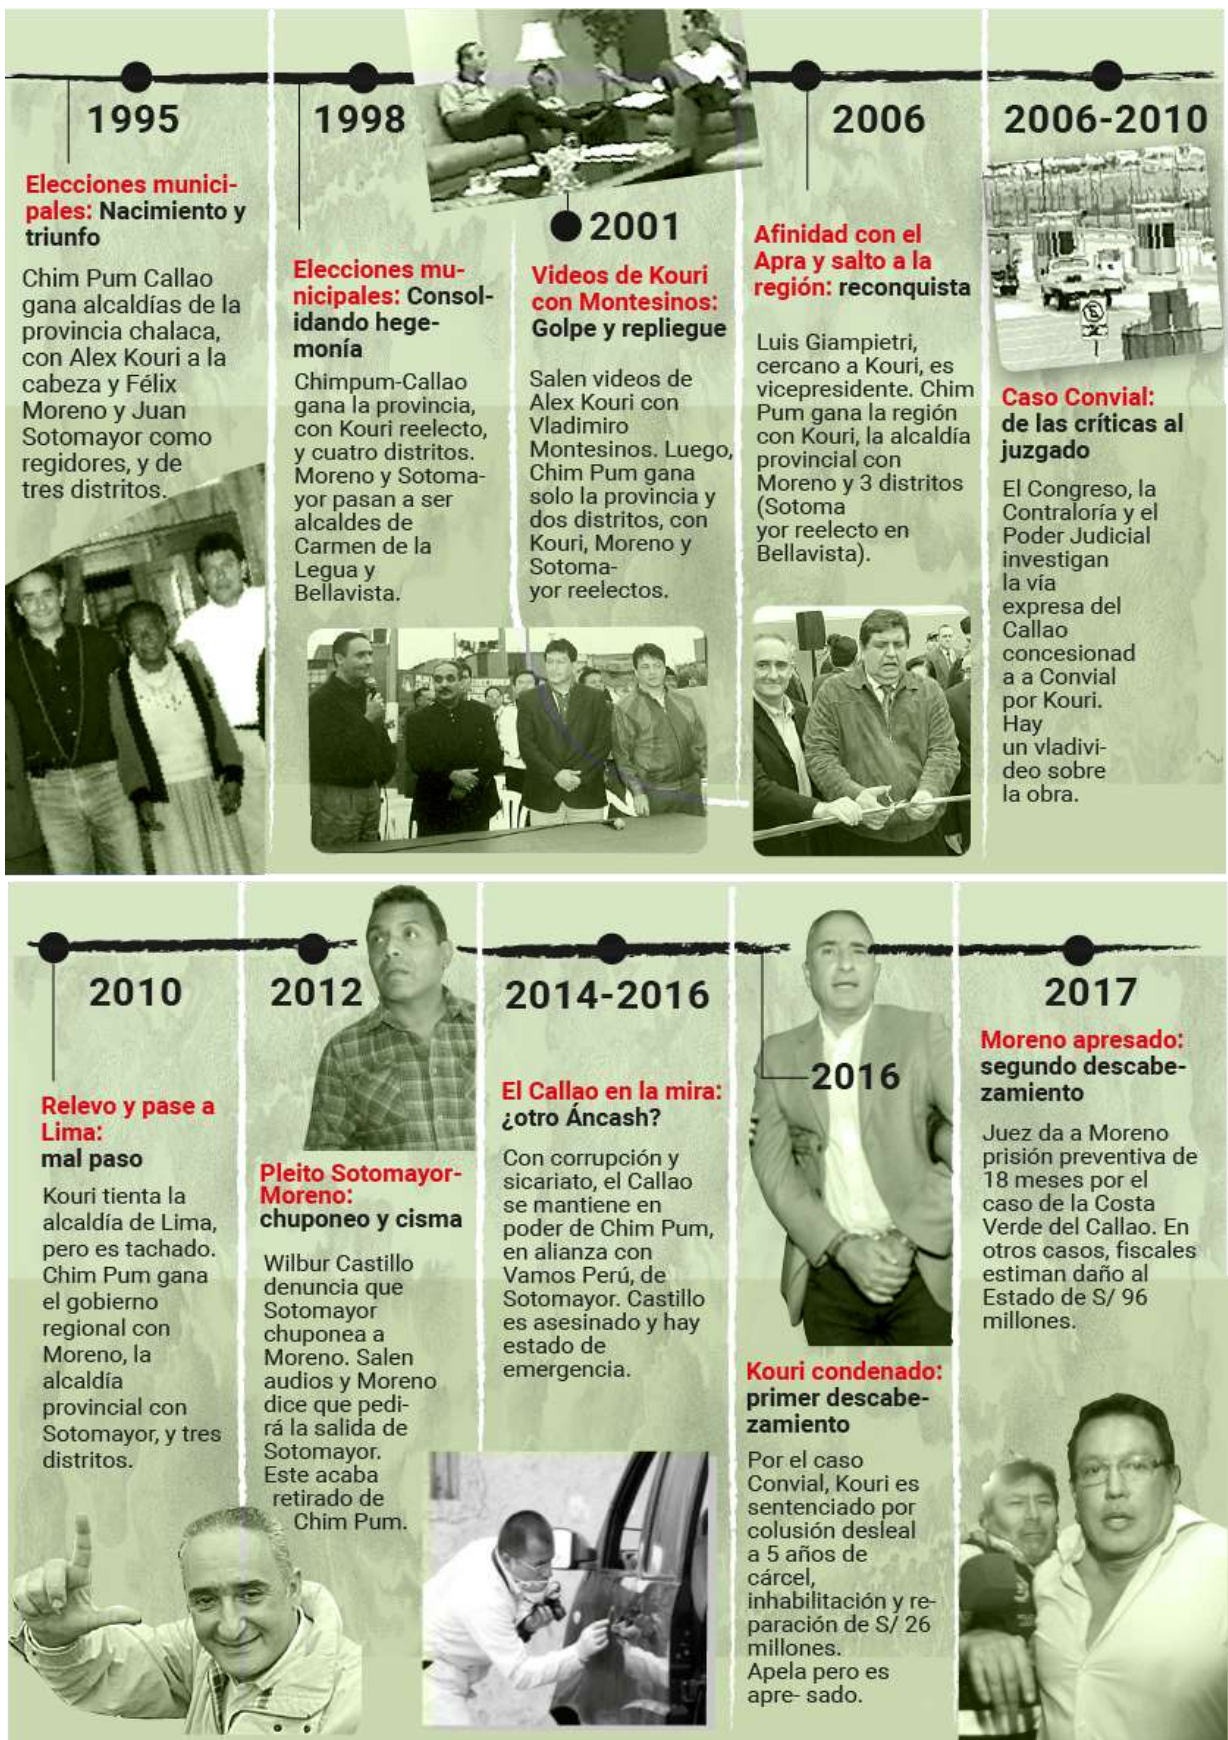 1995
Elecciones munici-
pales: Nacimiento y
triunfo
Chim Pum Callao
gana alcaldías de la
provincia chalaca,
con Alex Kouri a la
cabeza y Félix
Moreno y Juan
Sotomayor como
regidores, y de
tres distritos.
1998
Elecciones mu-
nicipales: Consol-
idando hege-
monía
Chimpum-Callao
gana la provincia,
con Kouri reelecto,
y cuatro distritos.
Moreno y Sotoma-
yor pasan a ser
alcaldes de
Carmen de la
Legua y
Bellavista.
2001
Videos de Kouri
con Montesinos:
Golpe y repliegue
Salen videos de
Alex Kouri con
Vladimiro
Montesinos. Luego,
Chim Pum gana
solo la provincia y
dos distritos, con
Kouri, Moreno y
Sotoma-
yor reelectos.
2006
Afinidad con el
Apra y salto a la
región: reconquista
Luis Giampietri,
cercano a Kouri, es
vicepresidente. Chim
Pum gana la región
con Kouri, la alcaldía
provincial con
Moreno y 3 distritos
(Sotoma
yor reelecto en
Bellavista).
2006-2010
Caso Convial:
de las críticas al
juzgado
El Congreso, la
Contraloría y el
Poder Judicial
investigan
la vía
expresa del
Callao
concesionad
a a Convial
por Kouri.
Hay
un vladivi-
deo sobre
la obra.
2010
Relevo y pase a
Lima:
mal paso
Kouri tienta la
alcaldía de Lima,
pero es tachado.
Chim Pum gana
el gobierno
regional con
Moreno, la
alcaldía
provincial con
Sotomayor, y tres
distritos.
2012
Pleito Sotomayor-
Moreno:
chuponeo y cisma
Wilbur Castillo
denuncia que
Sotomayor
chuponea a
Moreno. Salen
audios y Moreno
dice que pedi-
rá la salida de
Sotomayor.
Este acaba
retirado de
Chim Pum.
2014-2016
El Callao en la mira:
¿otro Áncash?
Con corrupción y
sicariato, el Callao
se mantiene en
poder de Chim Pum,
en alianza con
Vamos Perú, de
Sotomayor. Castillo
es asesinado y hay
estado de
emergencia.
2016
Kouri condenado:
primer descabe-
zamiento
Por el caso
Convial, Kouri es
sentenciado por
colusión desleal
a 5 años de
cárcel,
inhabilitación y re-
paración de S/ 26
millones.
Apela pero es
apre- sado.
2017
Moreno apresado:
segundo descabe-
zamiento
Juez da a Moreno
prisión preventiva de
18 meses por el
caso de la Costa
Verde del Callao. En
otros casos, fiscales
estiman daño al
Estado de S/ 96
millones.